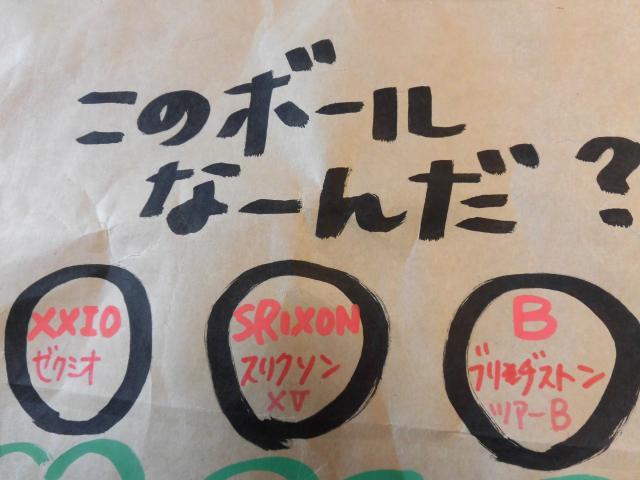 このボール
なーんだ?
XXIO
ゼクシオ
SRIXON
スリクソン
XV
B
ブリヂストン
ツアーB